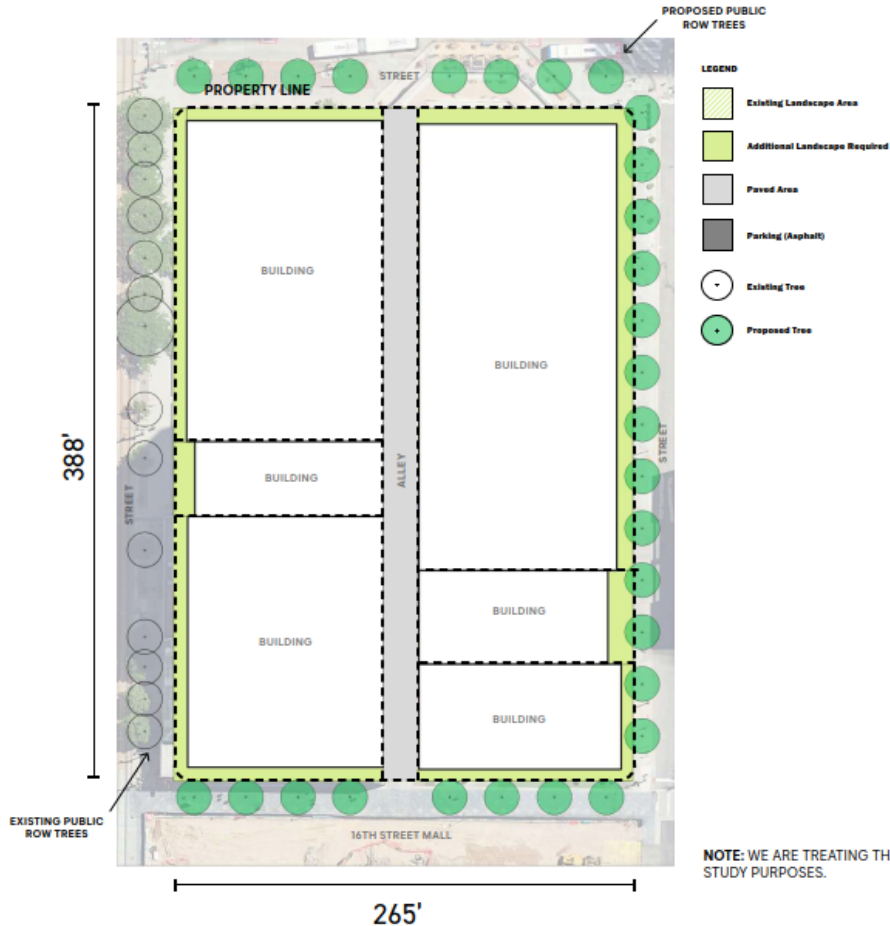 PROPOSED PUBLIC
ROW TREES
STREET
PROPERTY LINE
LEGEND
Existing Landscape Area
Additional Landscape Required
Paved Area
Parking (Asphalt)
Existing Tree
Proposed Tree
BUILDING
BUILDING
388'
STREET
ALLEY
STREET
BUILDING
BUILDING
BUILDING
BUILDING
EXISTING PUBLIC
ROW TREES
16TH STREET MALL
NOTE: WE ARE TREATING TH
STUDY PURPOSES.
265'